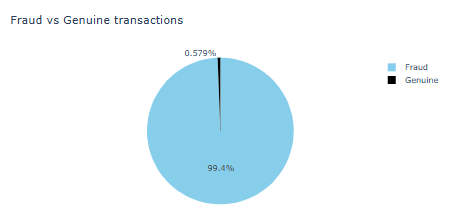 Fraud vs Genuine transactions
0.579%
Fraud
Genuine
99.4%